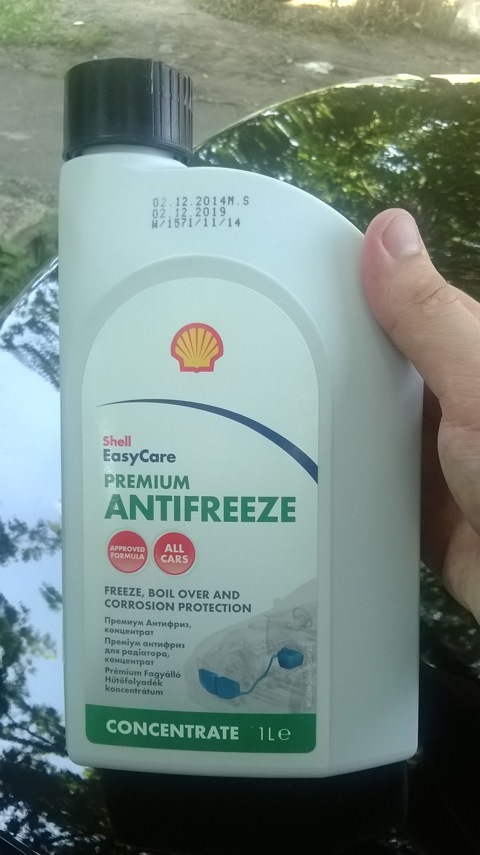 02.12.2014M.S
02.12.2019
W/1571/11/14
Shell
EasyCare
PREMIUM
ANTIFREEZE
APPROVED
FORMULA
ALL
CARS
FREEZE, BOIL OVER AND
CORROSION PROTECTION
Премиум Антифриз,
концентрат
Преміум антифриз
для радіатора,
концентрат
Prémium Fagyálló
Hűtőfolyadék
koncentrátum
CONCENTRATE 1L℮